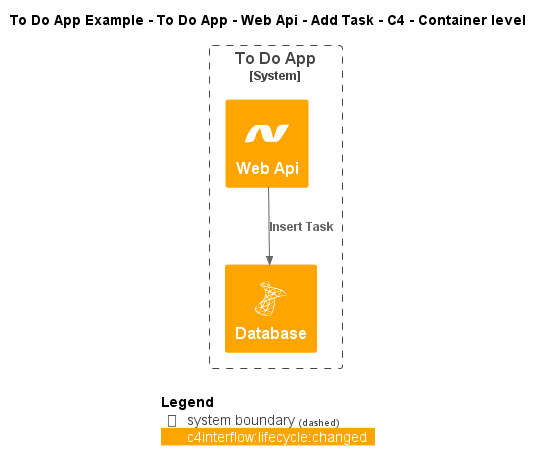 To Do App Example - To Do App - Web Api - Add Task - C4 - Container level
To Do App
[System]
Web Api
Insert Task
Database
Legend
system boundary (dashed)
c4interflow:lifecycle:changed